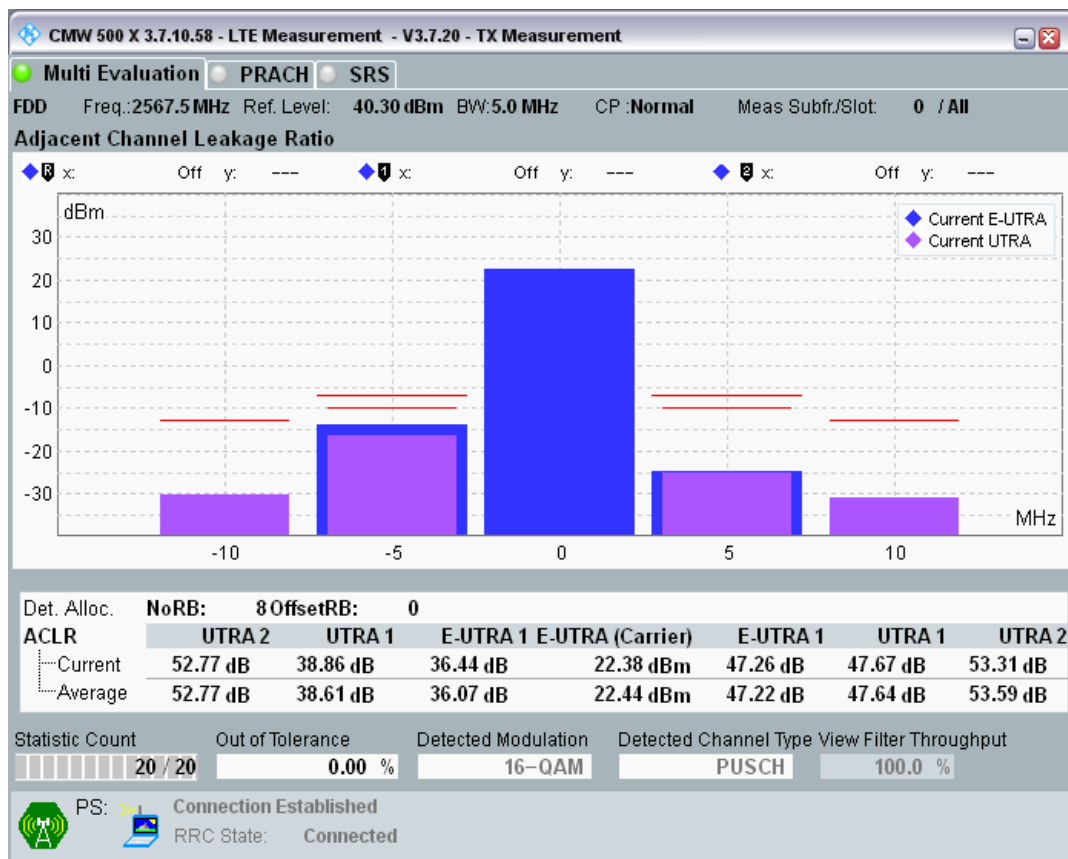 CMW 500 X 3.7.10.58 - LTE Measurement - V3.7.20 - TX Measurement
Multi Evaluation PRACH SRS
FDD Freq.:2567.5 MHz Ref. Level: 40.30 dBm BW:5.0 MHz CP :Normal Meas Subfr./Slot: 0 / All
Adjacent Channel Leakage Ratio
R x: Off y: --- 1 x: Off y: --- 2 x: Off y: ---
dBm
Current E-UTRA
Current UTRA
30
20
10
0
-10
-20
-30
MHz
-10 -5 0 5 10
Det. Alloc. NoRB: 8 OffsetRB: 0
ACLR UTRA 2 UTRA 1 E-UTRA 1 E-UTRA (Carrier) E-UTRA 1 UTRA 1 UTRA 2
Current 52.77 dB 38.86 dB 36.44 dB 22.38 dBm 47.26 dB 47.67 dB 53.31 dB
Average 52.77 dB 38.61 dB 36.07 dB 22.44 dBm 47.22 dB 47.64 dB 53.59 dB
Statistic Count Out of Tolerance Detected Modulation Detected Channel Type View Filter Throughput
20 / 20 0.00 % 16-QAM PUSCH 100.0 %
PS: Connection Established
RRC State: Connected